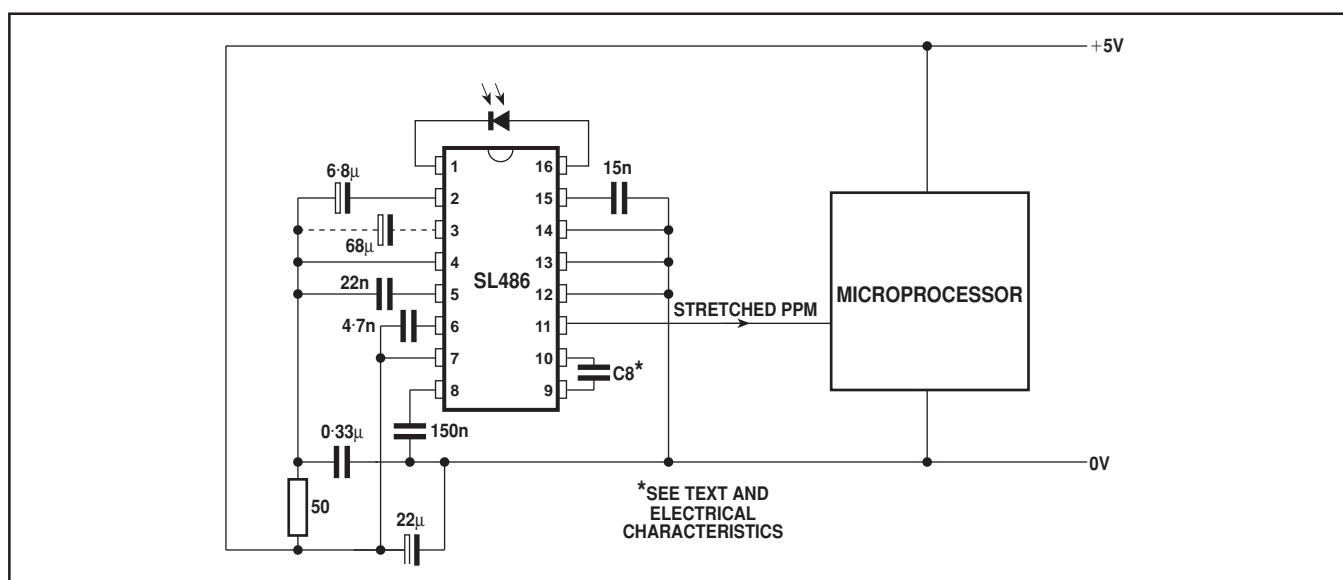 +5V
1
16
6·8µ
15n
2
15
3
14
68µ
4
13
SL486
22n
5
12
MICROPROCESSOR
STRETCHED PPM
4·7n
6
11
7
10
C8*
8
9
0·33µ
150n
0V
50
*SEE TEXT AND
ELECTRICAL
CHARACTERISTICS
22µ